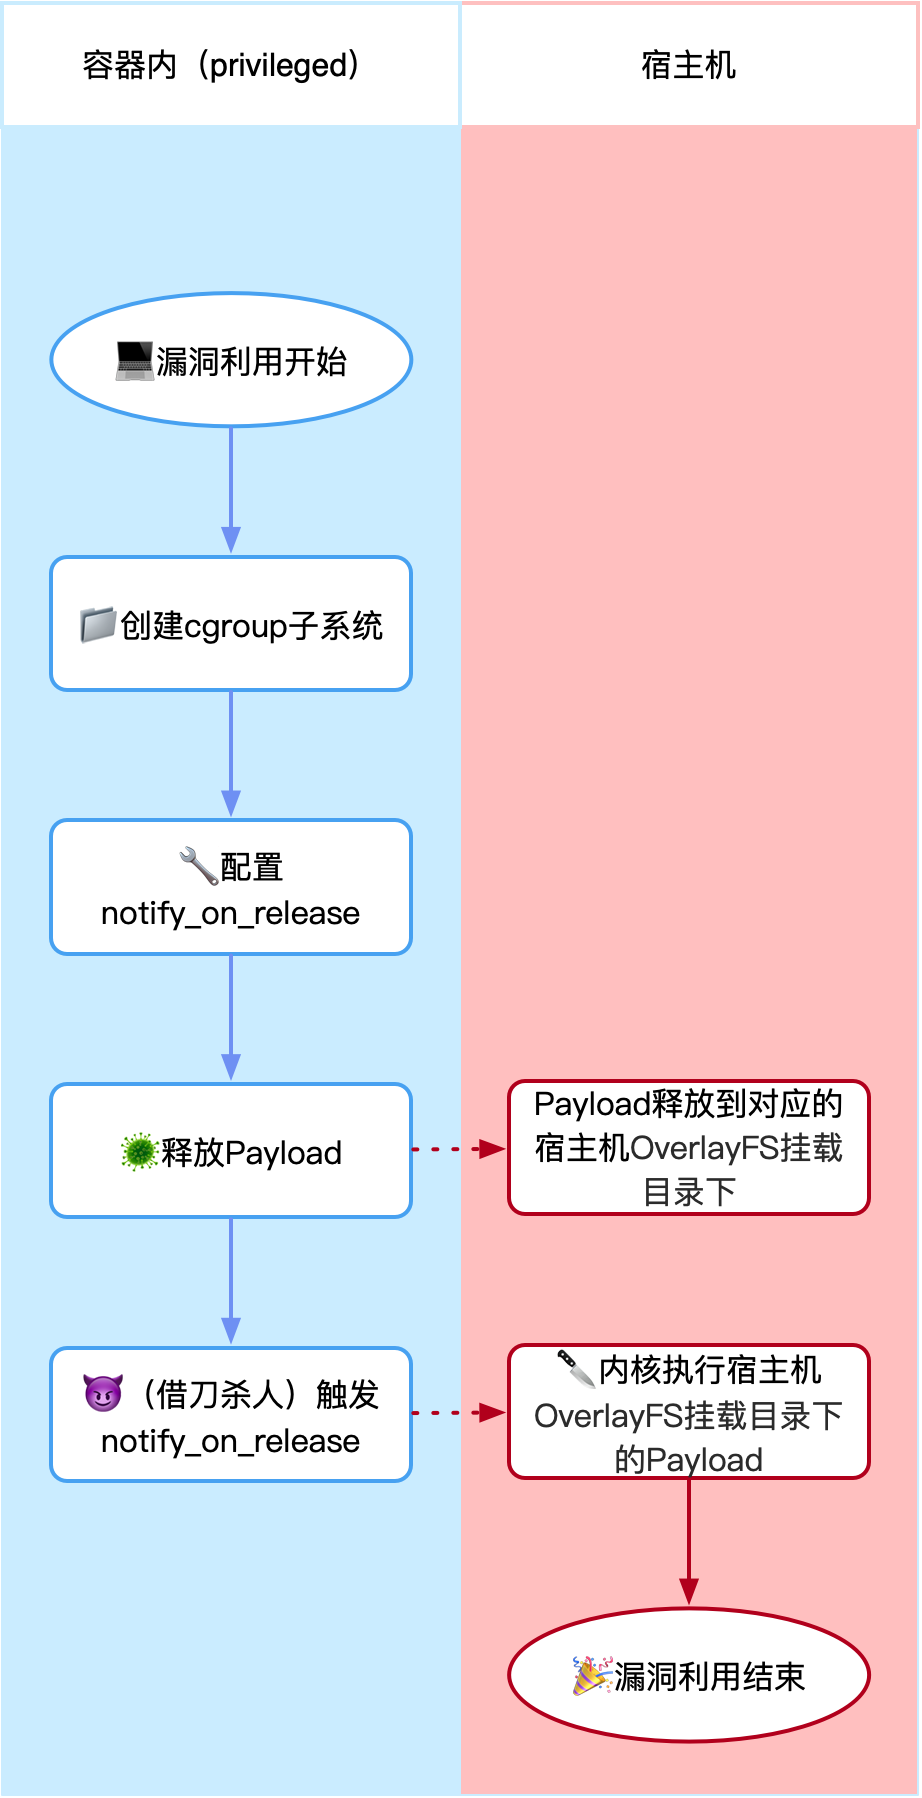 容器内（privileged）
宿主机
漏洞利用开始
创建cgroup子系统
配置
notify_on_release
释放Payload
Payload释放到对应的
宿主机OverlayFS挂载
目录下
（借刀杀人）触发
notify_on_release
内核执行宿主机
OverlayFS挂载目录下
的Payload
漏洞利用结束